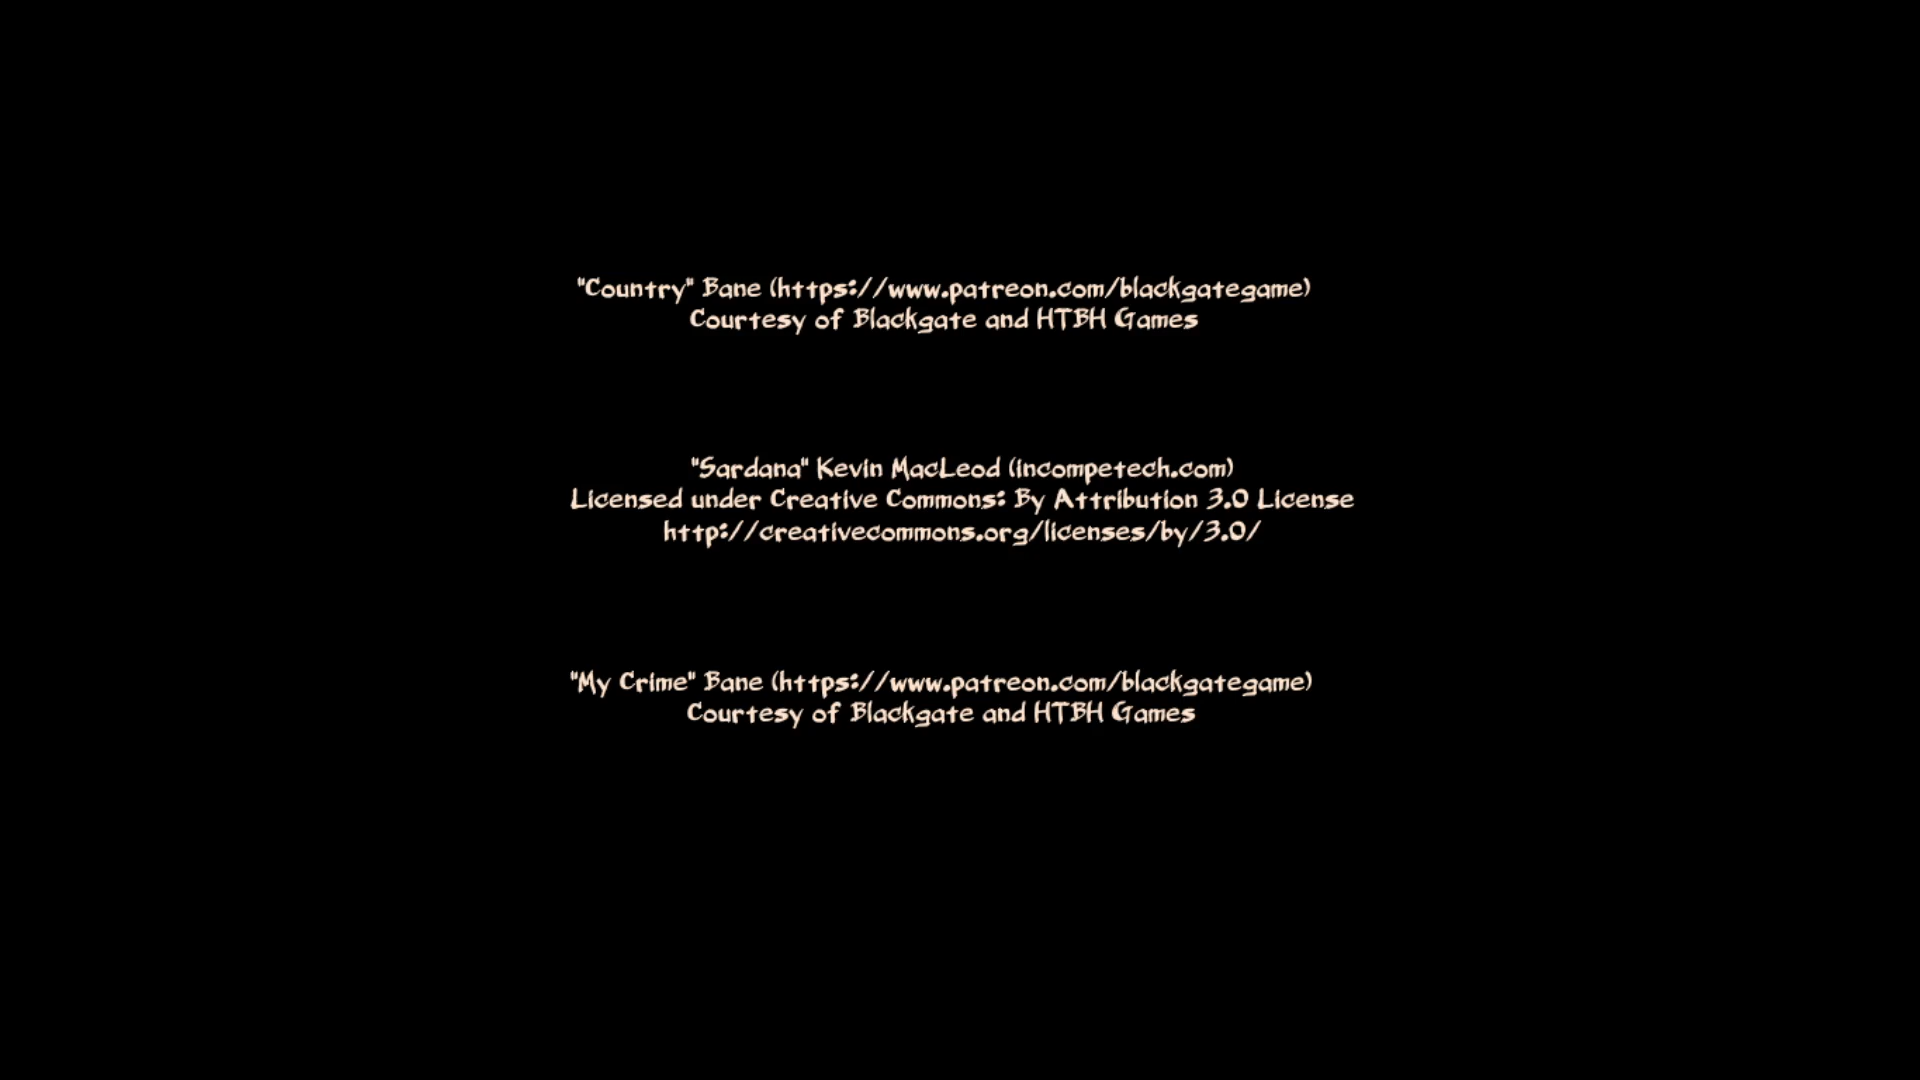 "Country" Bane (https://www.patreon.com/blackgategame)
Courtesy of Blackgate and HTBH Games
"Sardana" Kevin MacLeod (incompetech.com)
Licensed under Creative Commons: By Attribution 3.0 License
http://creativecommons.org/licenses/by/3.0/
"My Crime" Bane (https://www.patreon.com/blackgategame)
Courtesy of Blackgate and HTBH Games